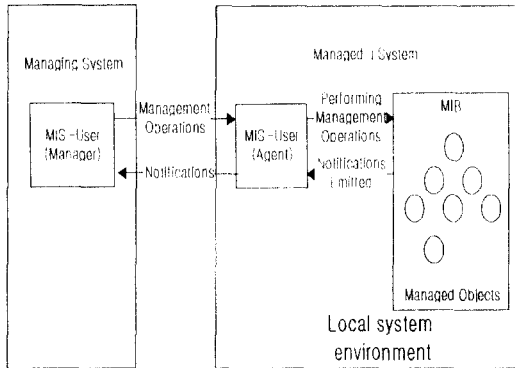 Managing System
Managed System
MIS-User
(Manager)
Management
Operations
Notifications
MIS-User
(Agent)
Performing
Management
Operations
Notifications
Emitted
MIB
Managed Objects
Local system
environment